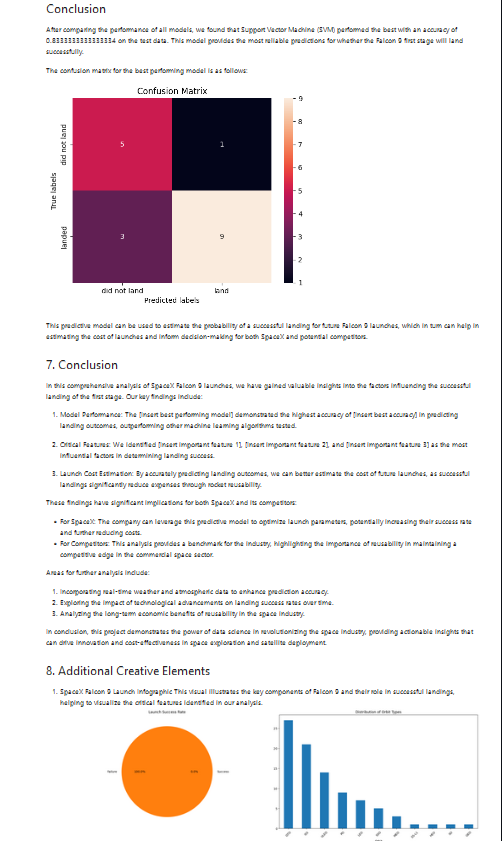 Conclusion
After comparing the performance of all models, we found that Support Vector Machine (SVM) performed the best with an accuracy of
0.8333333333333334 on the test data. This model provides the most reliable predictions for whether the Falcon 9 first stage will land
successfully.
The confusion matrix for the best performing model is as follows:
Confusion Matrix
did not land
landed
True labels
5
1
3
9
did not land
land
Predicted labels
9
8
7
6
5
4
3
2
1
This predictive model can be used to estimate the probability of a successful landing for future Falcon 9 launches, which in turn can help in
estimating the cost of launches and inform decision-making for both SpaceX and potential competitors.
7. Conclusion
In this comprehensive analysis of SpaceX Falcon 9 launches, we have gained valuable insights into the factors influencing the successful
landing of the first stage. Our key findings include:
1. Model Performance: The [insert best performing model] demonstrated the highest accuracy of [insert best accuracy] in predicting
landing outcomes, outperforming other machine learning algorithms tested.
2. Critical Features: We identified [insert important feature 1], [insert important feature 2], and [insert important feature 3] as the most
influential factors in determining landing success.
3. Launch Cost Estimation: By accurately predicting landing outcomes, we can better estimate the cost of future launches, as successful
landings significantly reduce expenses through rocket reusability.
These findings have significant implications for both SpaceX and its competitors:
• For SpaceX: The company can leverage this predictive model to optimize launch parameters, potentially increasing their success rate
and further reducing costs.
• For Competitors: This analysis provides a benchmark for the industry, highlighting the importance of reusability in maintaining a
competitive edge in the commercial space sector.
Areas for further analysis include:
1. Incorporating real-time weather and atmospheric data to enhance prediction accuracy.
2. Exploring the impact of technological advancements on landing success rates over time.
3. Analyzing the long-term economic benefits of reusability in the space industry.
In conclusion, this project demonstrates the power of data science in revolutionizing the space industry, providing actionable insights that
can drive innovation and cost-effectiveness in space exploration and satellite deployment.
8. Additional Creative Elements
1. SpaceX Falcon 9 Launch Infographic This visual illustrates the key components of Falcon 9 and their role in successful landings,
helping to visualize the critical features identified in our analysis.
Launch Success Rate
Failure
Success
Distribution of Orbit Types